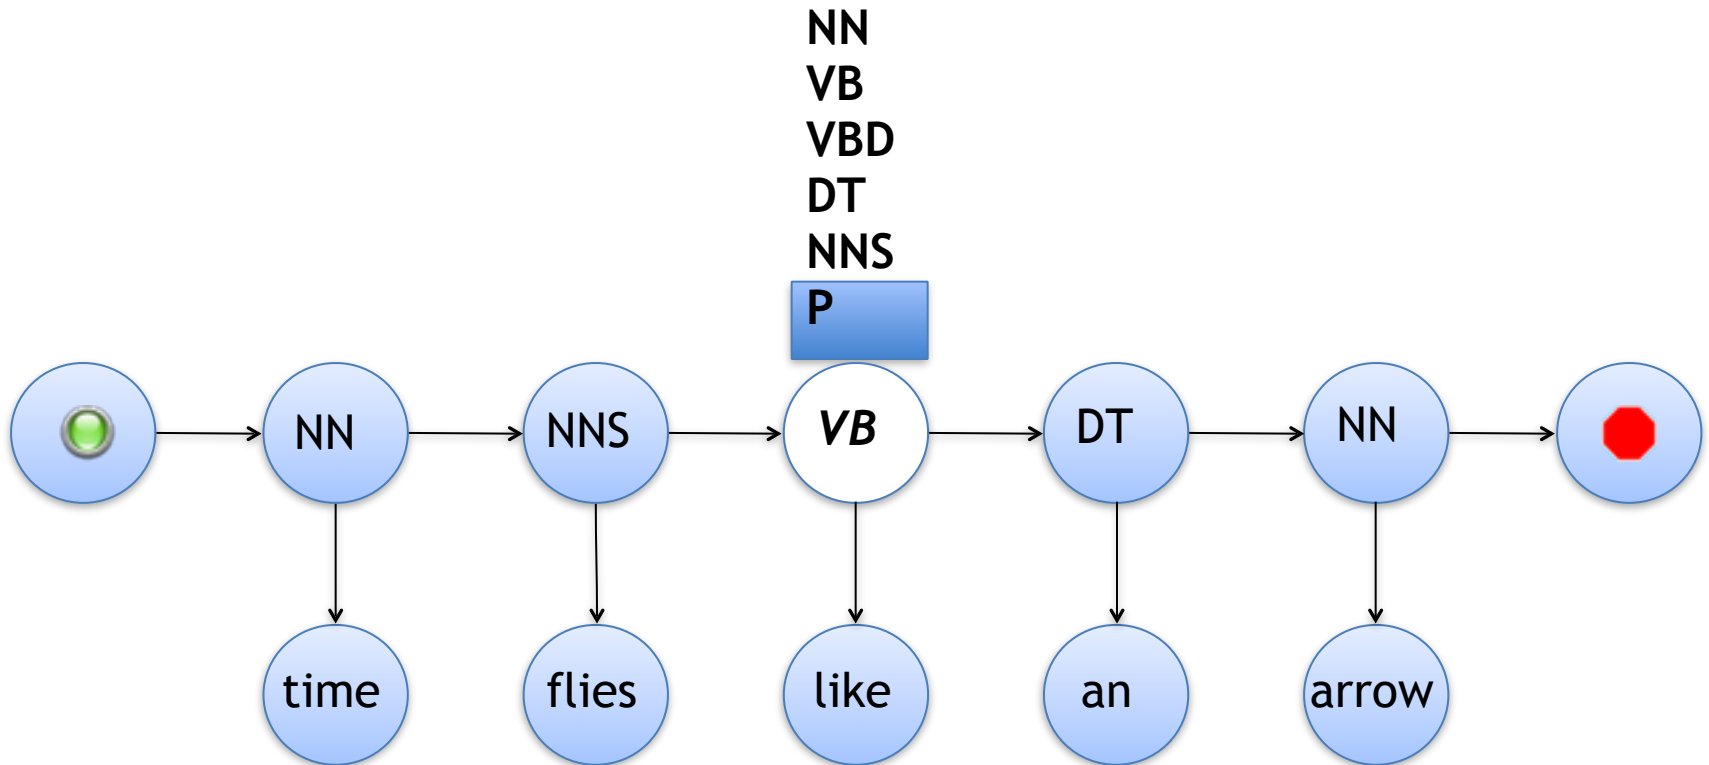 NN
VB
VBD
DT
NNS
P
NN NNS VB DT NN
time flies like an arrow